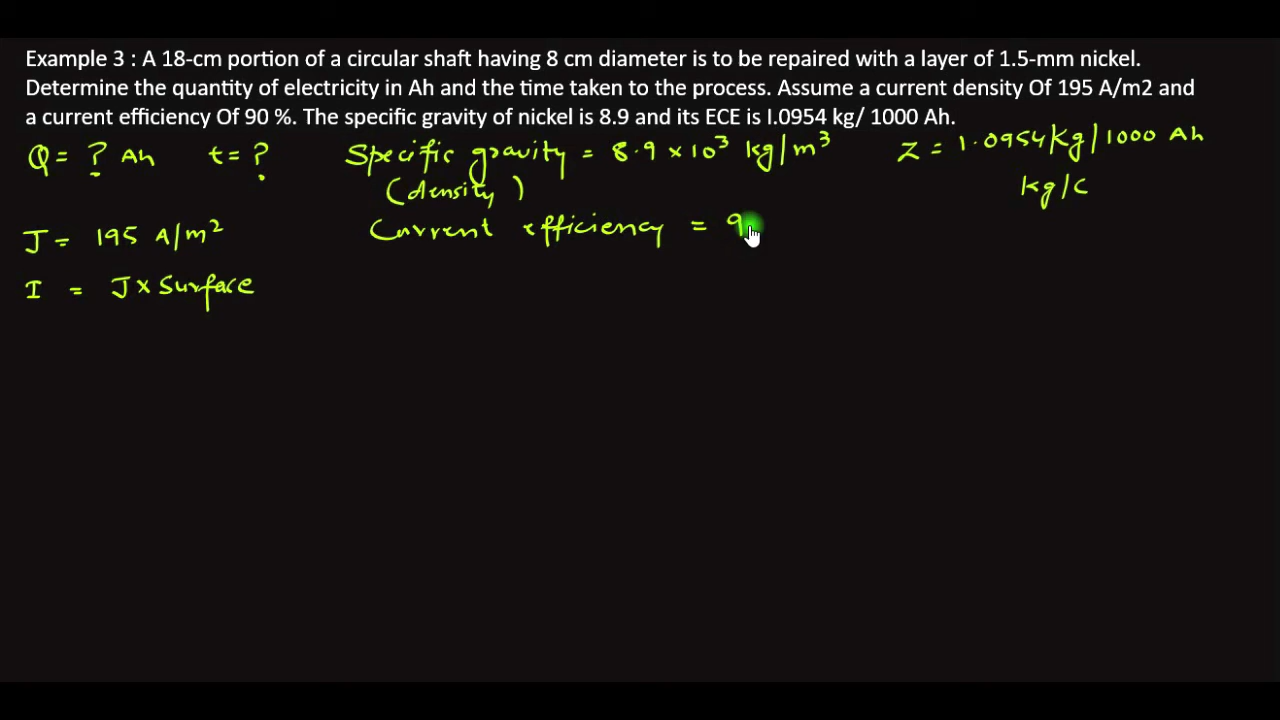 Example 3 : A 18-cm portion of a circular shaft having 8 cm diameter is to be repaired with a layer of 1.5-mm nickel.
Determine the quantity of electricity in Ah and the time taken to the process. Assume a current density Of 195 A/m2 and
a current efficiency Of 90 %. The specific gravity of nickel is 8.9 and its ECE is I.0954 kg/ 1000 Ah.
Q = ? Ah t = ? Specific gravity = 8.9 × 10³ kg/m³ Z = 1.0954 Kg/1000 Ah
(density) kg/C
J = 195 A/m² Current efficiency = 9
I = J × Surface